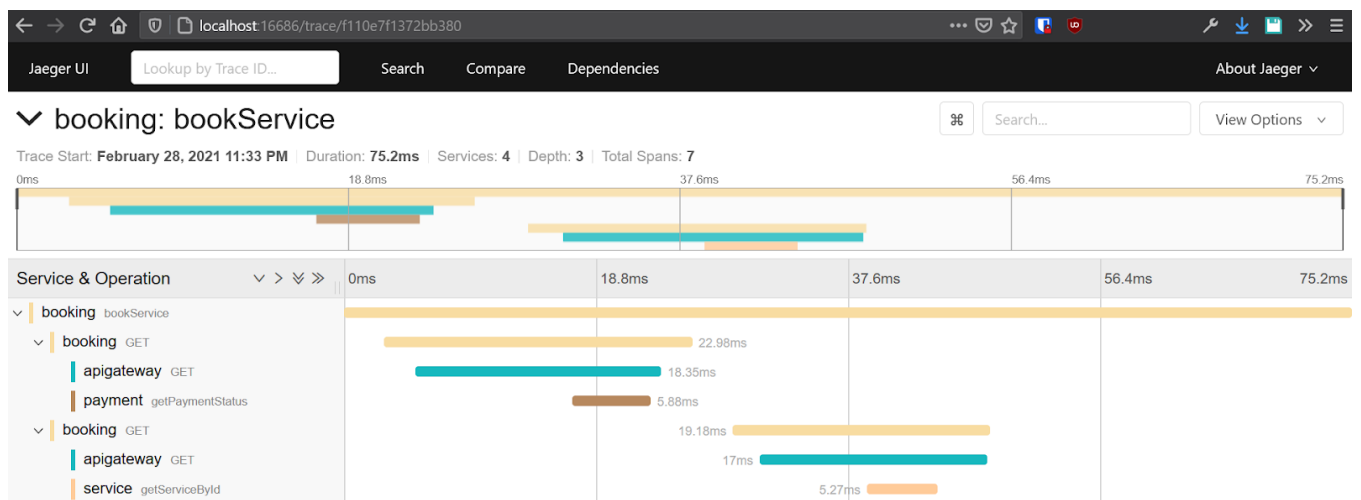 localhost:16686/trace/f110e7f1372bb380
Jaeger UI Lookup by Trace ID... Search Compare Dependencies About Jaeger
booking: bookService ⌘ Search... View Options
Trace Start: February 28, 2021 11:33 PM Duration: 75.2ms Services: 4 Depth: 3 Total Spans: 7
0ms 18.8ms 37.6ms 56.4ms 75.2ms
Service & Operation 0ms 18.8ms 37.6ms 56.4ms 75.2ms
booking bookService
booking GET 22.98ms
apigateway GET 18.35ms
payment getPaymentStatus 5.88ms
booking GET 19.18ms
apigateway GET 17ms
service getServiceById 5.27ms